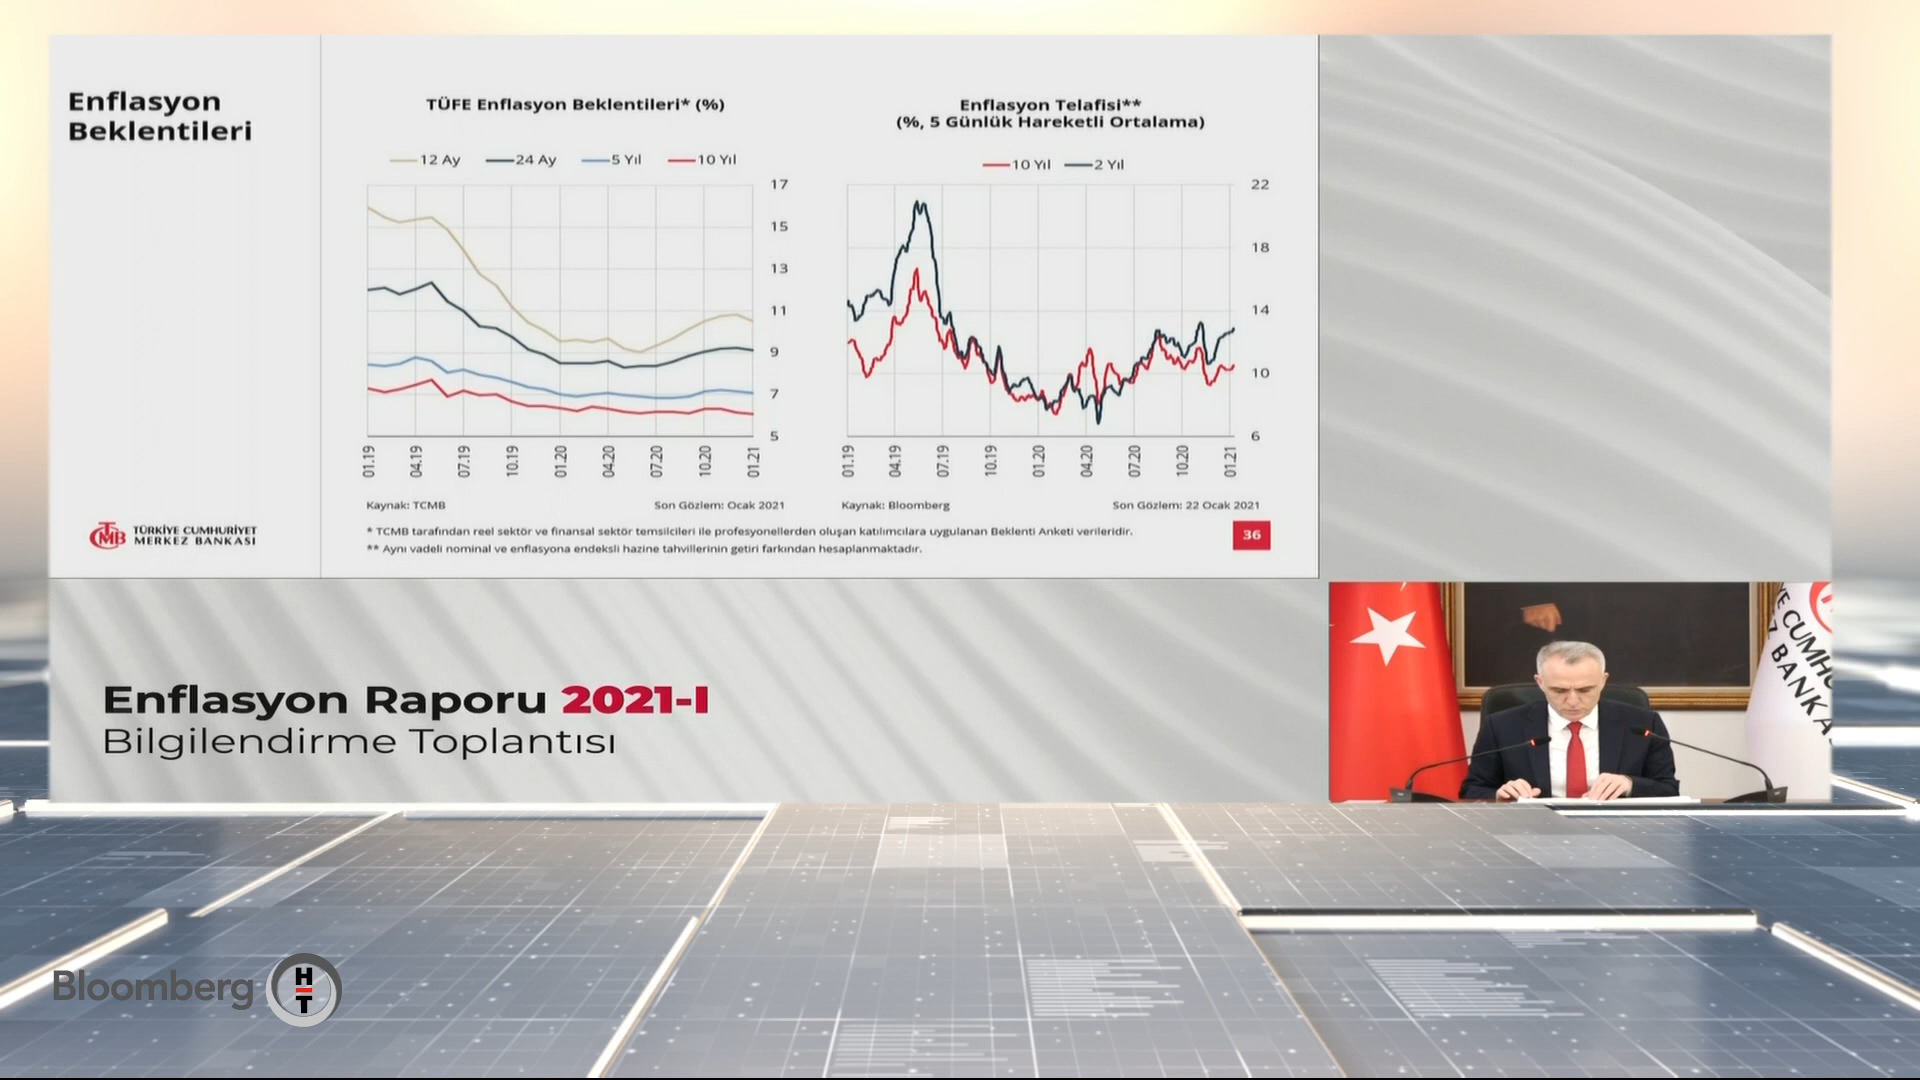 Enflasyon
Beklentileri
TÜFE Enflasyon Beklentileri* (%)
12 Ay 24 Ay 5 Yıl 10 Yıl
17
15
13
11
9
7
5
01.19 04.19 07.19 10.19 01.20 04.20 07.20 10.20 01.21
Kaynak: TCMB Son Gözlem: Ocak 2021
Enflasyon Telafisi**
(%, 5 Günlük Hareketli Ortalama)
10 Yıl 2 Yıl
22
18
14
10
6
01.19 04.19 07.19 10.19 01.20 04.20 07.20 10.20 01.21
Kaynak: Bloomberg Son Gözlem: 22 Ocak 2021
* TCMB tarafından reel sektör ve finansal sektör temsilcileri ile profesyonellerden oluşan katılımcılara uygulanan Beklenti Anketi verileridir.
** Aynı vadeli nominal ve enflasyona endeksli hazine tahvillerinin getiri farkından hesaplanmaktadır.
36
TCMB
TÜRKİYE CUMHURİYET
MERKEZ BANKASI
Enflasyon Raporu 2021-I
Bilgilendirme Toplantısı
YE CUMHU
Z BANKA
Bloomberg HT